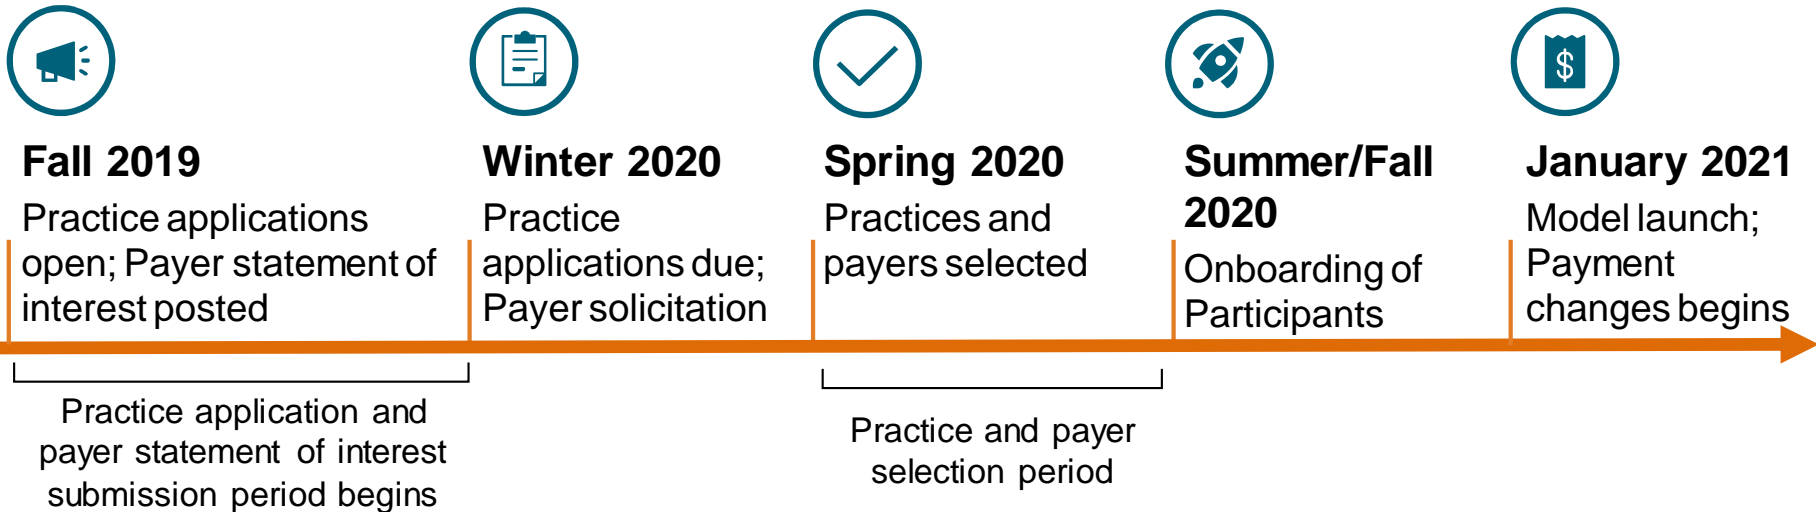 $
Fall 2019
Practice applications
open; Payer statement of
interest posted
Winter 2020
Practice
applications due;
Payer solicitation
Spring 2020
Practices and
payers selected
Summer/Fall
2020
Onboarding of
Participants
January 2021
Model launch;
Payment
changes begins
Practice application and
payer statement of interest
submission period begins
Practice and payer
selection period